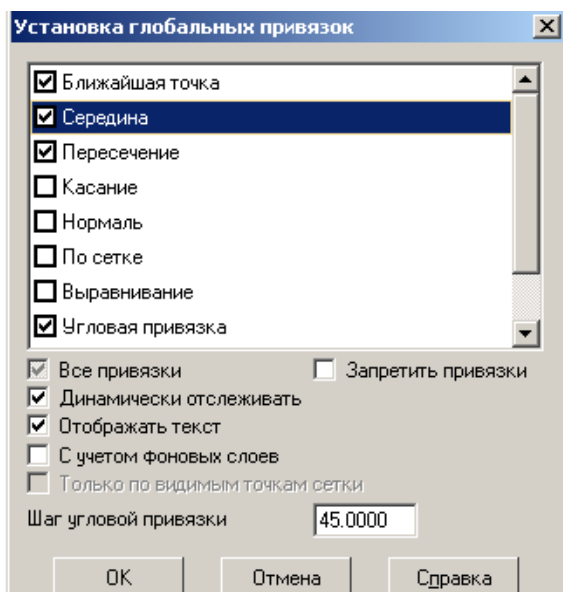 Установка глобальных привязок
Ближайшая точка
Середина
Пересечение
Касание
Нормаль
По сетке
Выравнивание
Угловая привязка
Все привязки Запретить привязки
Динамически отслеживать
Отображать текст
С учетом фоновых слоев
Только по видимым точкам сетки
Шаг угловой привязки 45.0000
OK Отмена Справка